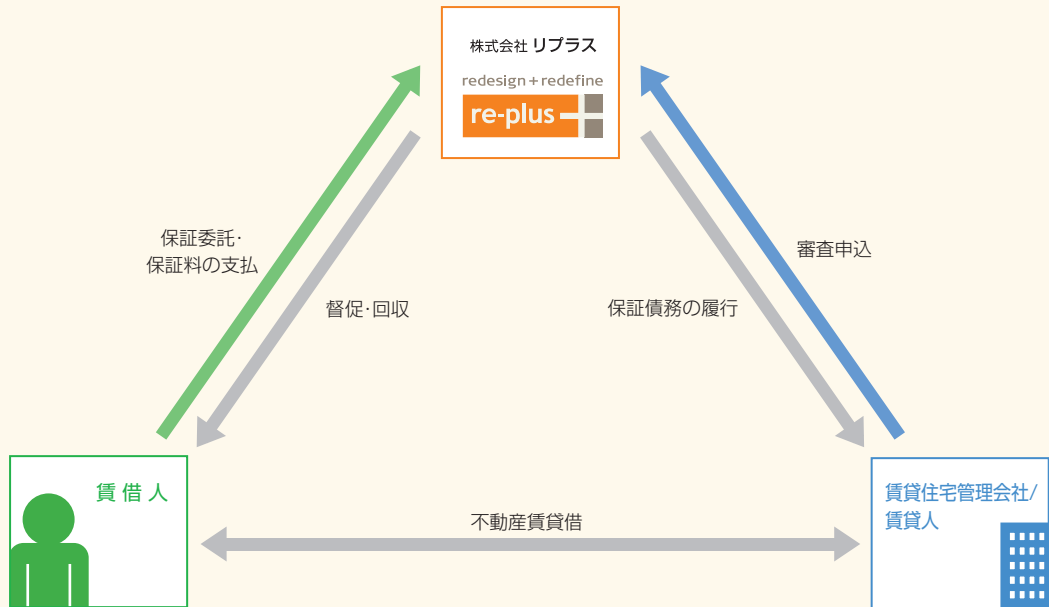 株式会社 リプラス
redesign+redefine
re-plus
保証委託・
保証料の支払
審査申込
督促・回収
保証債務の履行
賃借人
賃貸住宅管理会社/
賃貸人
不動産賃貸借